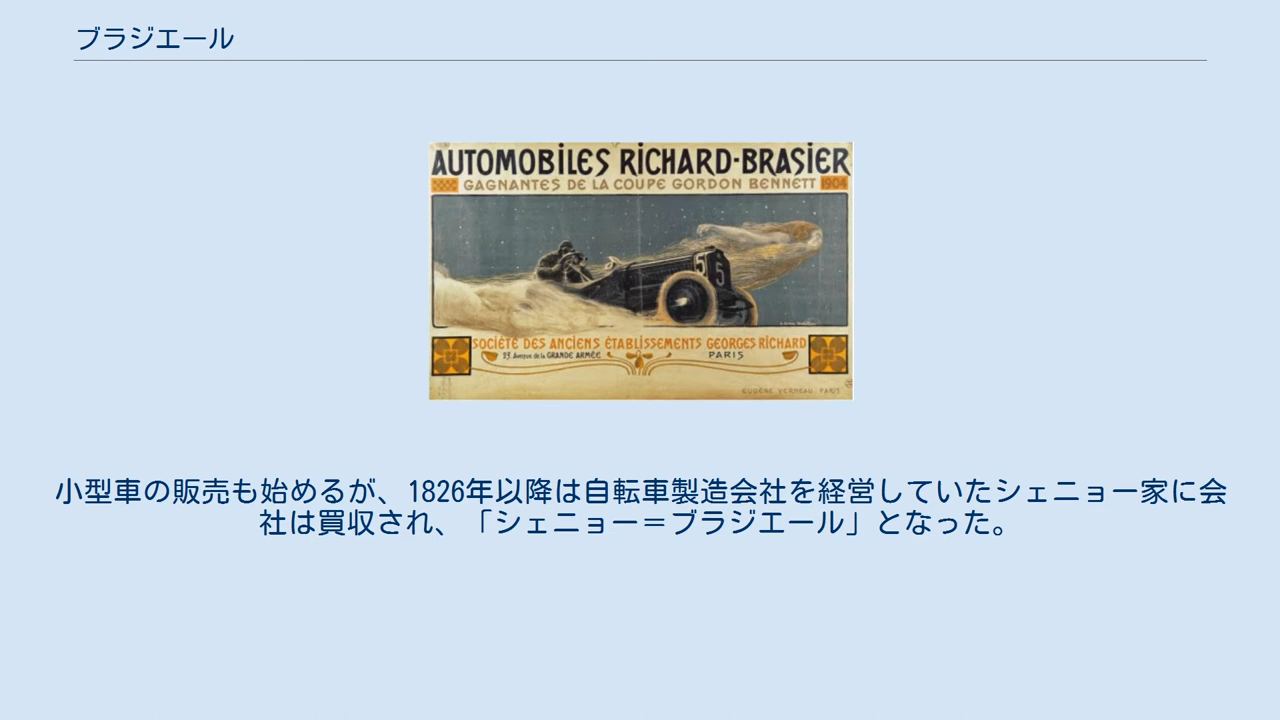 ブラジエール
AUTOMOBILES RICHARD-BRASIER
GAGNANTES DE LA COUPE GORDON BENNETT 1904
5 5
SOCIÉTÉ DES ANCIENS ÉTABLISSEMENTS GEORGES RICHARD
23, Avenue de la GRANDE ARMÉE PARIS
EUGÈNE VERNEAU, PARIS
小型車の販売も始めるが、1826年以降は自転車製造会社を経営していたシェニョー家に会
社は買収され、「シェニョー＝ブラジエール」となった。